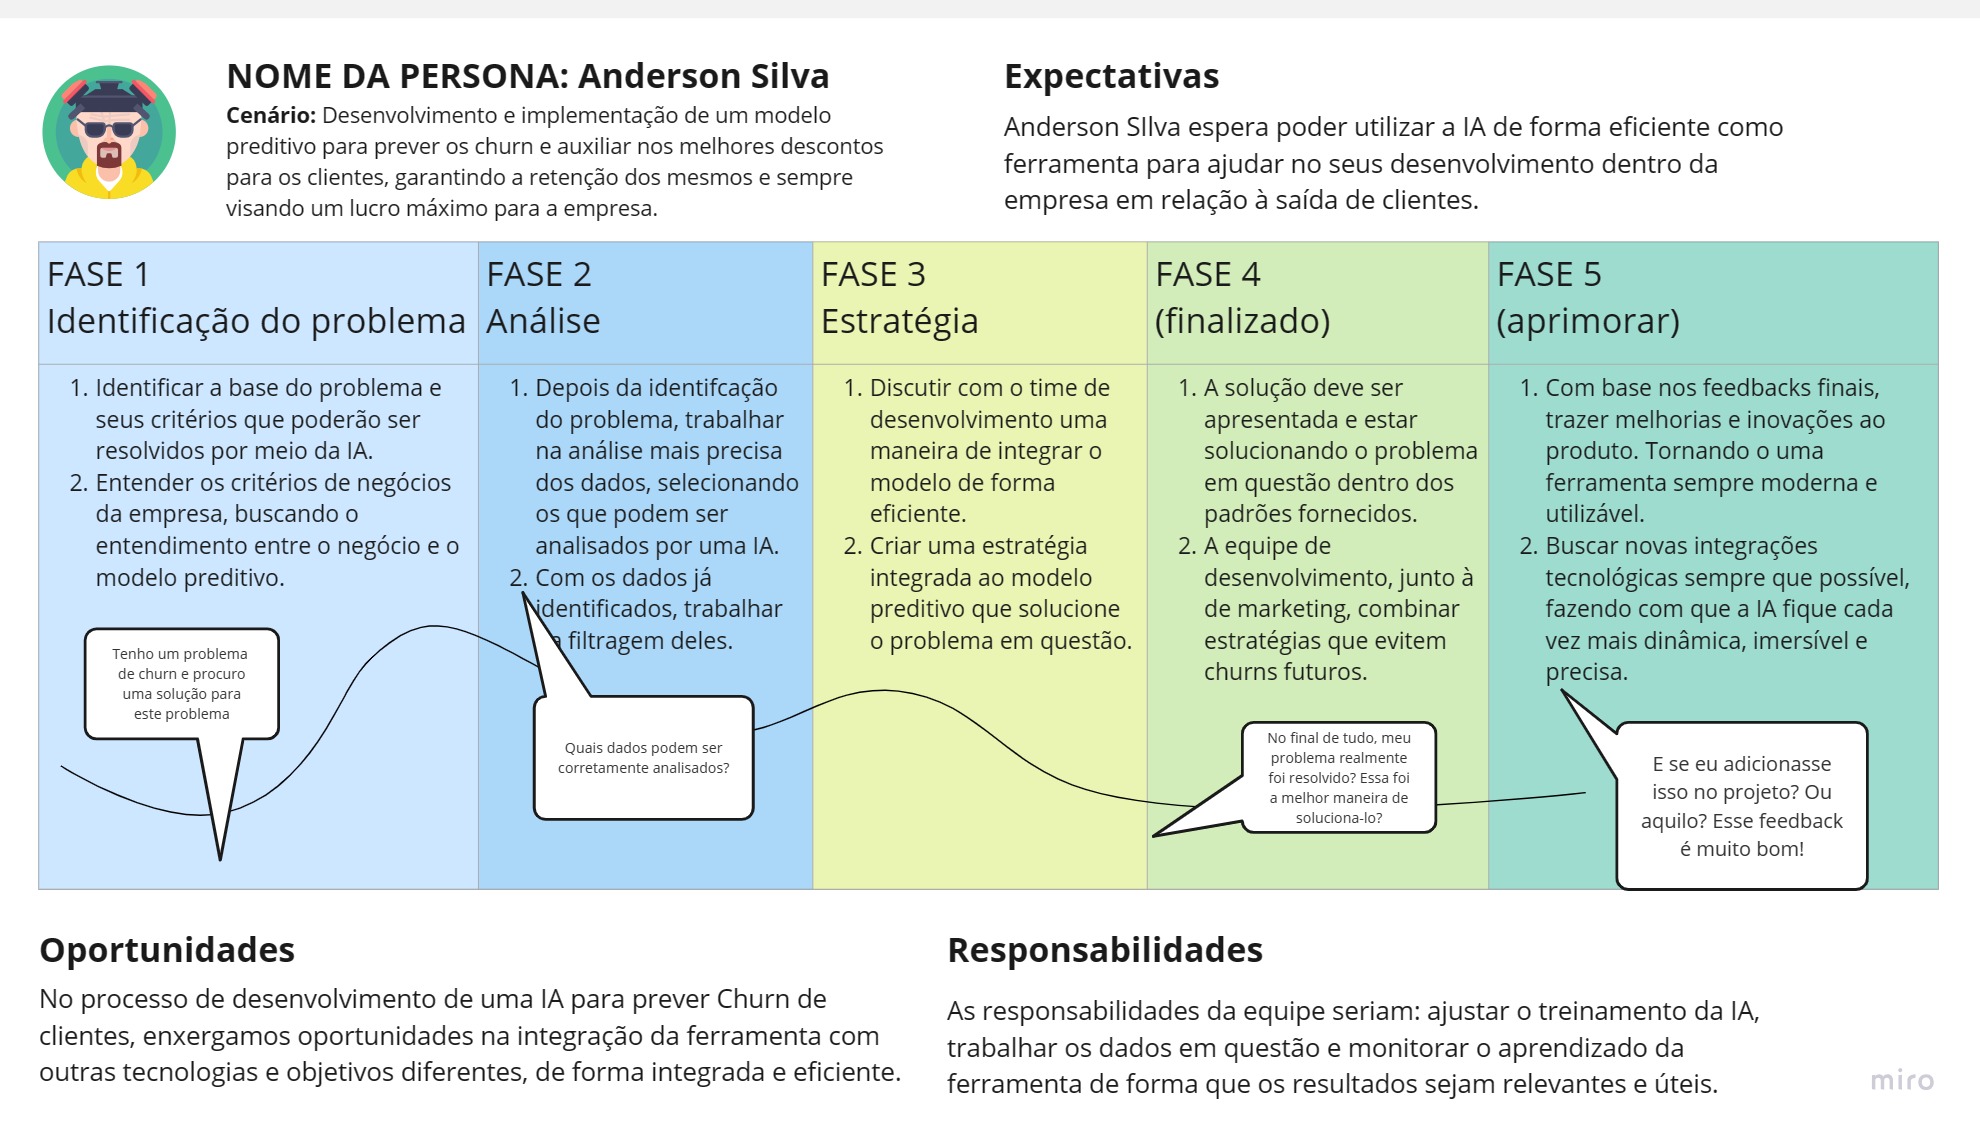 NOME DA PERSONA: Anderson Silva
Cenário: Desenvolvimento e implementação de um modelo
preditivo para prever os churn e auxiliar nos melhores descontos
para os clientes, garantindo a retenção dos mesmos e sempre
visando um lucro máximo para a empresa.
Expectativas
Anderson SIlva espera poder utilizar a IA de forma eficiente como
ferramenta para ajudar no seus desenvolvimento dentro da
empresa em relação à saída de clientes.
FASE 1
Identificação do problema
1. Identificar a base do problema e
seus critérios que poderão ser
resolvidos por meio da IA.
2. Entender os critérios de negócios
da empresa, buscando o
entendimento entre o negócio e o
modelo preditivo.
Tenho um problema
de churn e procuro
uma solução para
este problema
FASE 2
Análise
1. Depois da identifcação
do problema, trabalhar
na análise mais precisa
dos dados, selecionando
os que podem ser
analisados por uma IA.
2. Com os dados já
identificados, trabalhar
filtragem deles.
Quais dados podem ser
corretamente analisados?
FASE 3
Estratégia
1. Discutir com o time de
desenvolvimento uma
maneira de integrar o
modelo de forma
eficiente.
2. Criar uma estratégia
integrada ao modelo
preditivo que solucione
o problema em questão.
FASE 4
(finalizado)
1. A solução deve ser
apresentada e estar
solucionando o problema
em questão dentro dos
padrões fornecidos.
2. A equipe de
desenvolvimento, junto à
de marketing, combinar
estratégias que evitem
churns futuros.
No final de tudo, meu
problema realmente
foi resolvido? Essa foi
a melhor maneira de
soluciona-lo?
FASE 5
(aprimorar)
1. Com base nos feedbacks finais,
trazer melhorias e inovações ao
produto. Tornando o uma
ferramenta sempre moderna e
utilizável.
2. Buscar novas integrações
tecnológicas sempre que possível,
fazendo com que a IA fique cada
vez mais dinâmica, imersível e
precisa.
E se eu adicionasse
isso no projeto? Ou
aquilo? Esse feedback
é muito bom!
Oportunidades
No processo de desenvolvimento de uma IA para prever Churn de
clientes, enxergamos oportunidades na integração da ferramenta com
outras tecnologias e objetivos diferentes, de forma integrada e eficiente.
Responsabilidades
As responsabilidades da equipe seriam: ajustar o treinamento da IA,
trabalhar os dados em questão e monitorar o aprendizado da
ferramenta de forma que os resultados sejam relevantes e úteis.
miro